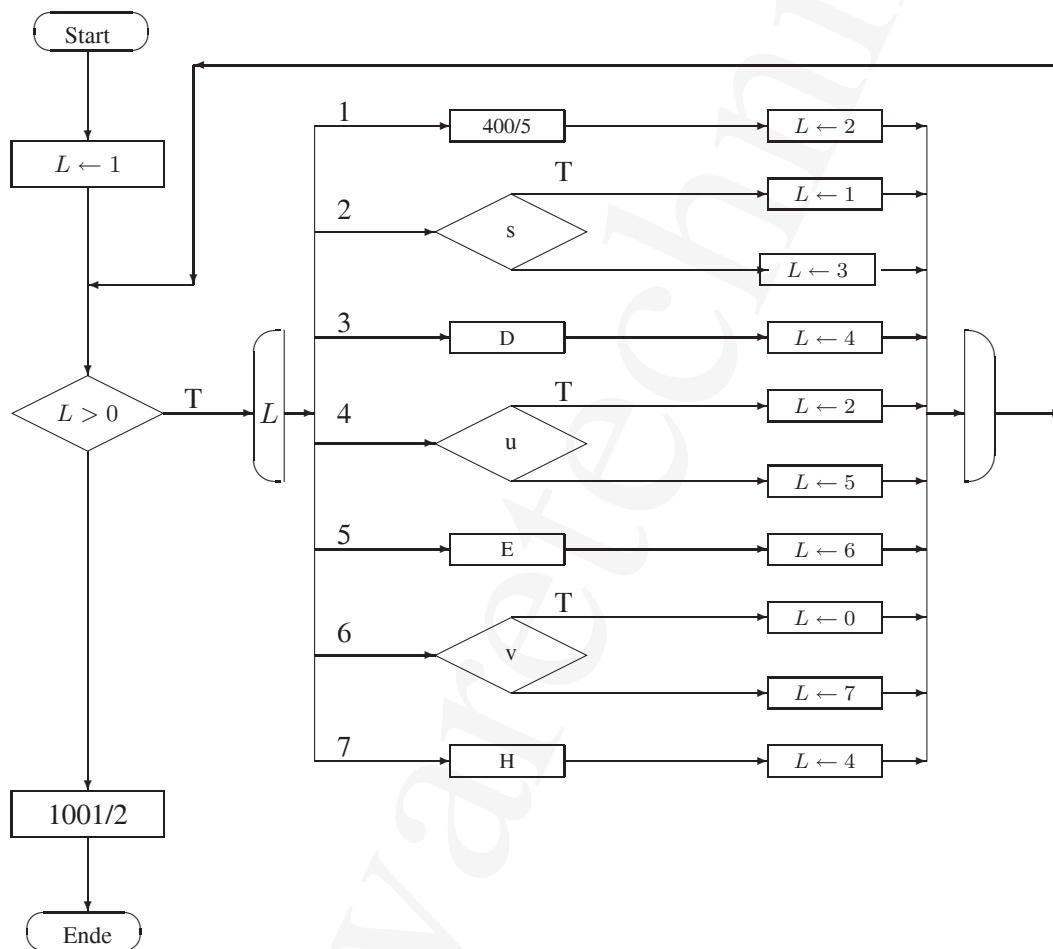 Start
1
400/5
L ← 2
L ← 1
T
L ← 1
2
s
L ← 3
3
D
L ← 4
T
L > 0
T
L
4
u
L ← 2
L ← 5
5
E
L ← 6
T
L ← 0
6
v
L ← 7
7
H
L ← 4
1001/2
Ende
varetechni